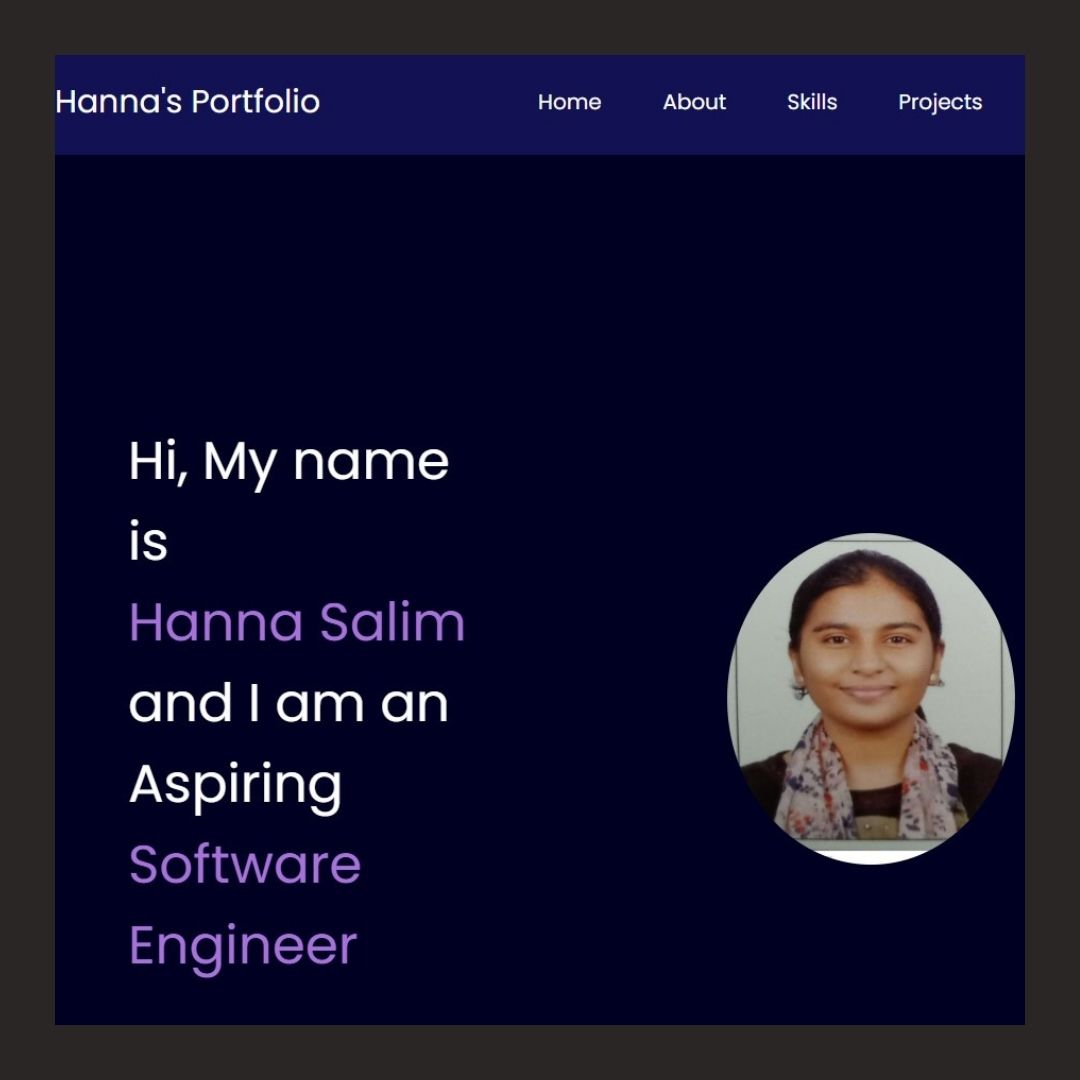 Hanna's Portfolio
Home About Skills Projects
Hi, My name
is
Hanna Salim
and I am an
Aspiring
Software
Engineer